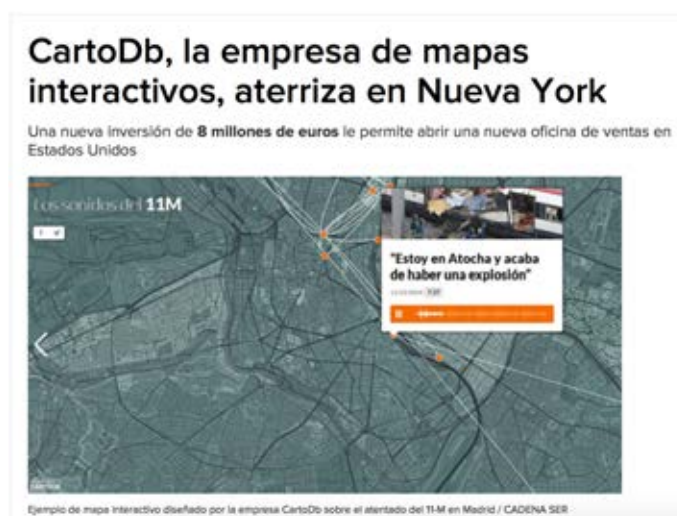 CartoDb, la empresa de mapas
interactivos, aterriza en Nueva York
Una nueva inversión de 8 millones de euros le permite abrir una nueva oficina de ventas en
Estados Unidos
Los sonidos del 11M
"Estoy en Atocha y acaba
de haber una explosión"
Ejemplo de mapa interactivo diseñado por la empresa CartoDb sobre el atentado del 11-M en Madrid / CADENA SER